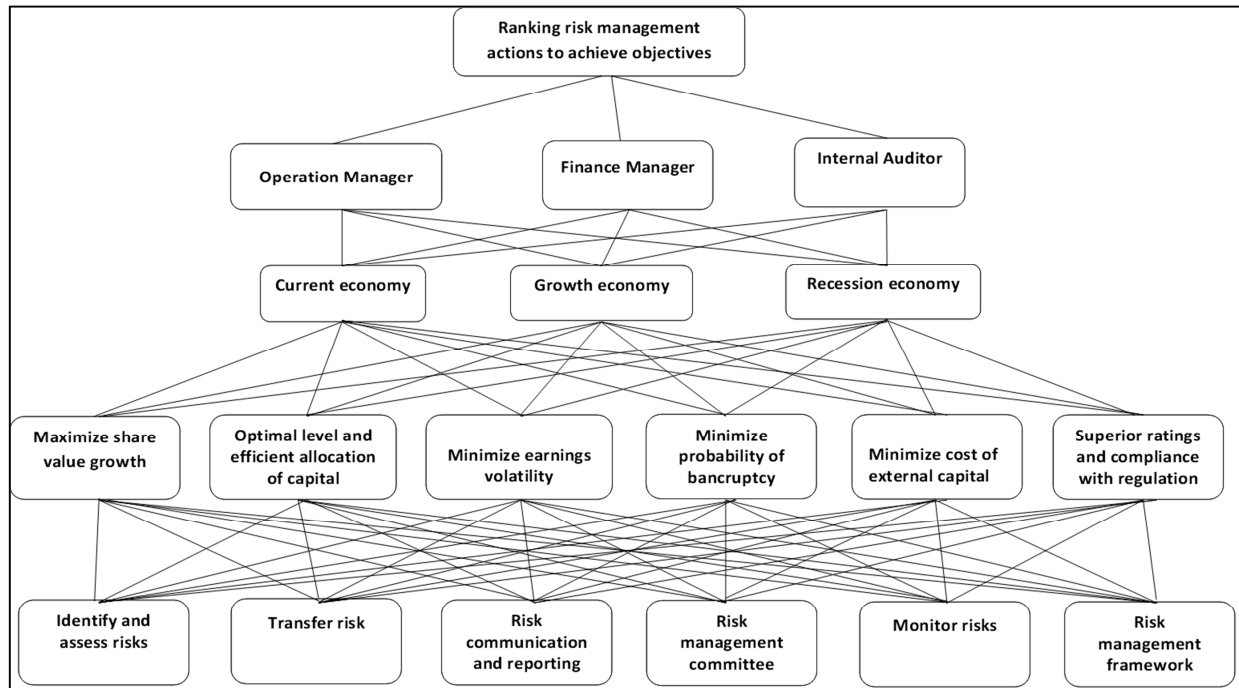 Ranking risk management
actions to achieve objectives
Operation Manager
Finance Manager
Internal Auditor
Current economy
Growth economy
Recession economy
Maximize share
value growth
Optimal level and
efficient allocation
of capital
Minimize earnings
volatility
Minimize
probability of
bancruptcy
Minimize cost of
external capital
Superior ratings
and compliance
with regulation
Identify and
assess risks
Transfer risk
Risk
communication
and reporting
Risk
management
committee
Monitor risks
Risk
management
framework